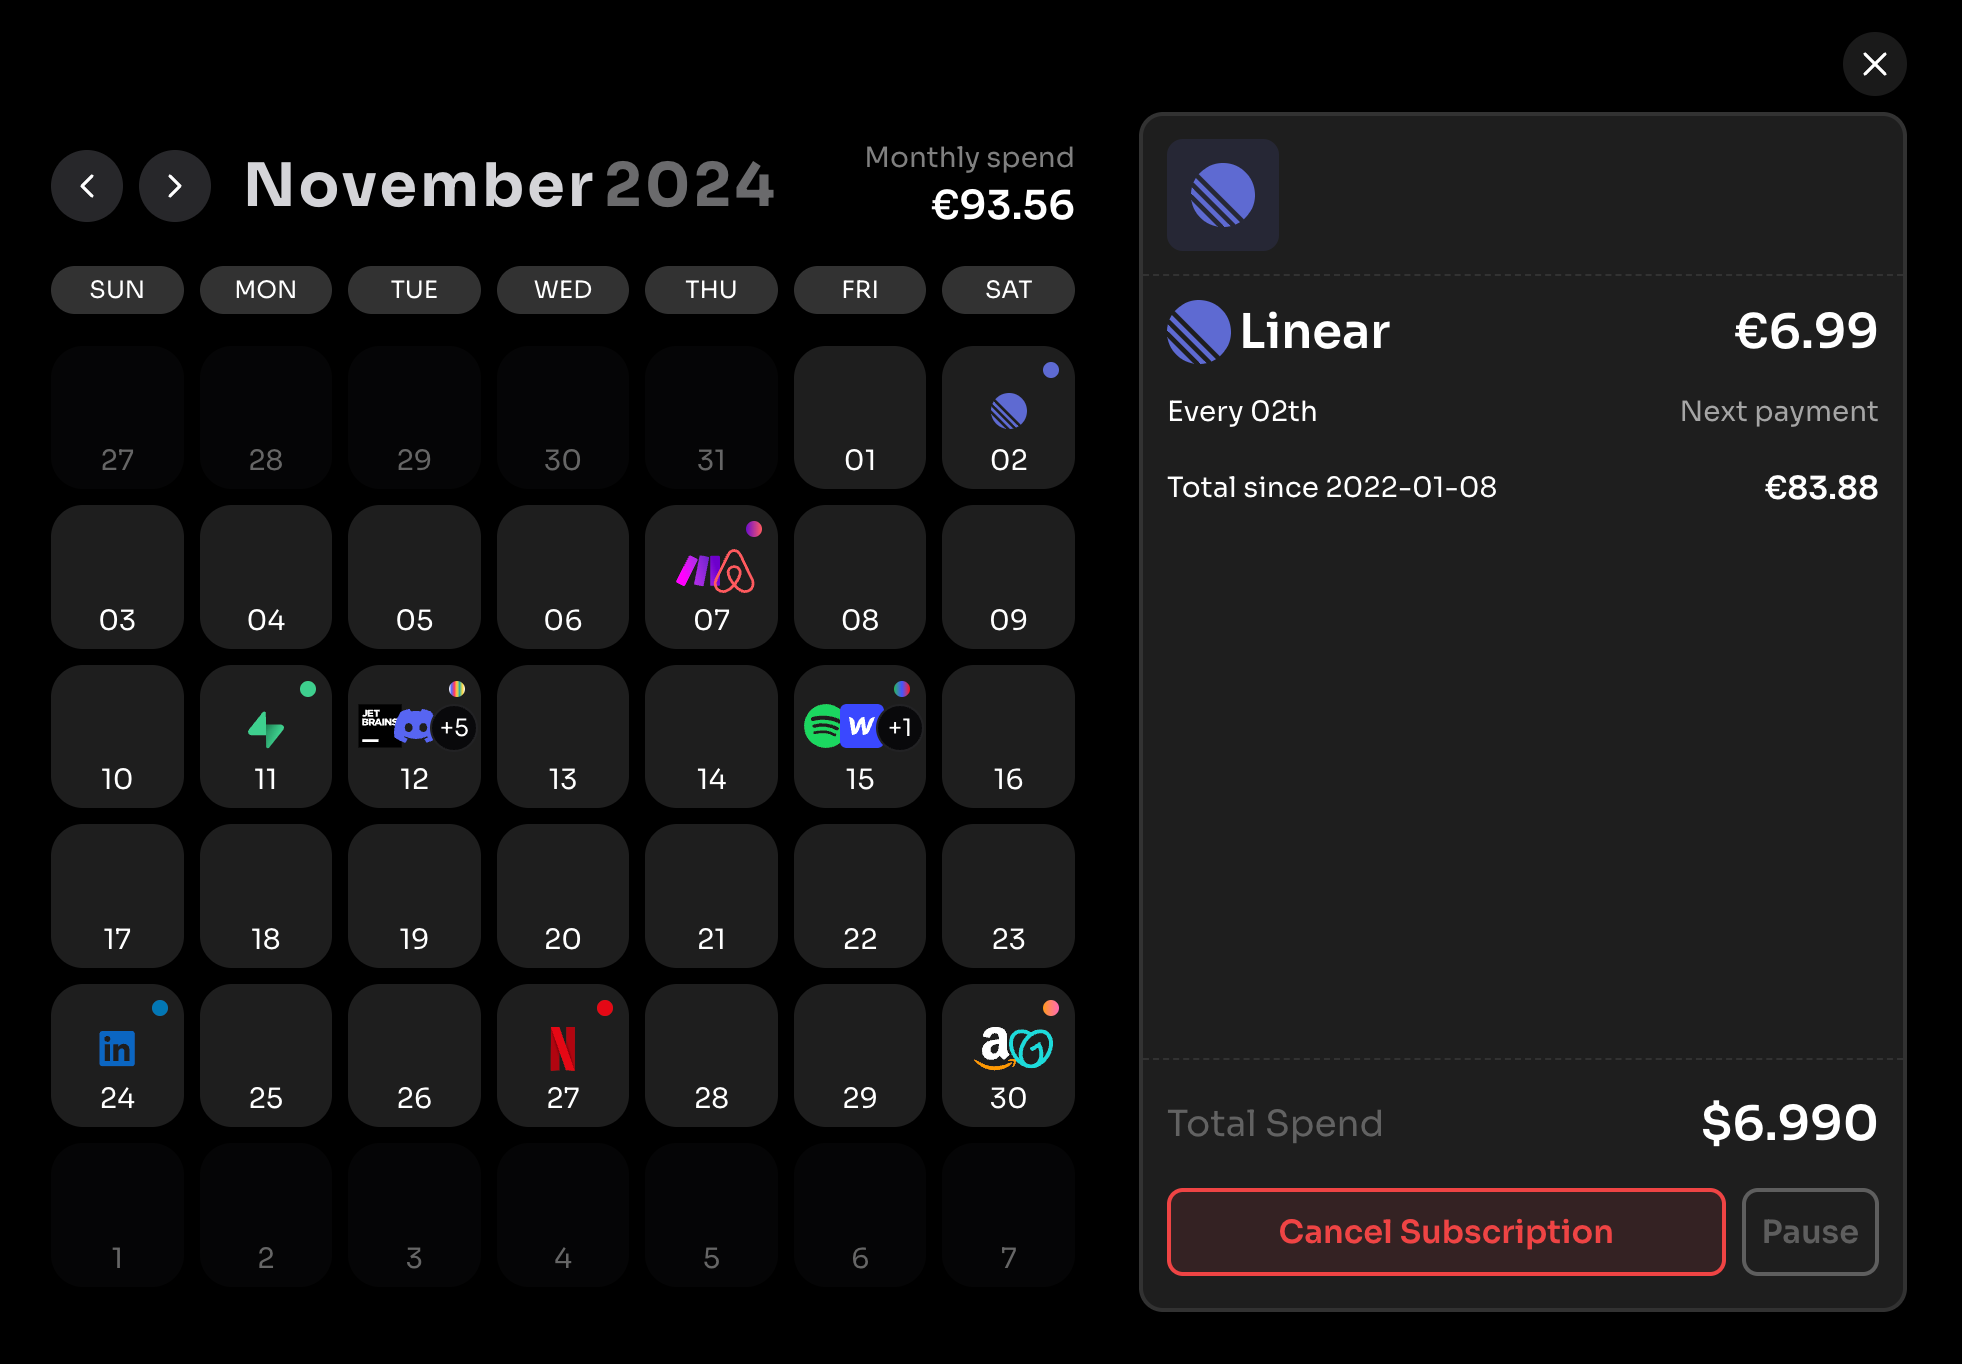 November 2024
Monthly spend
€93.56
SUN MON TUE WED THU FRI SAT
27 28 29 30 31 01 02
03 04 05 06 07 08 09
JET
BRAINS
+5
W
+1
10 11 12 13 14 15 16
17 18 19 20 21 22 23
in
N
a
24 25 26 27 28 29 30
1 2 3 4 5 6 7
Linear €6.99
Every 02th Next payment
Total since 2022-01-08 €83.88
Total Spend $6.990
Cancel Subscription Pause